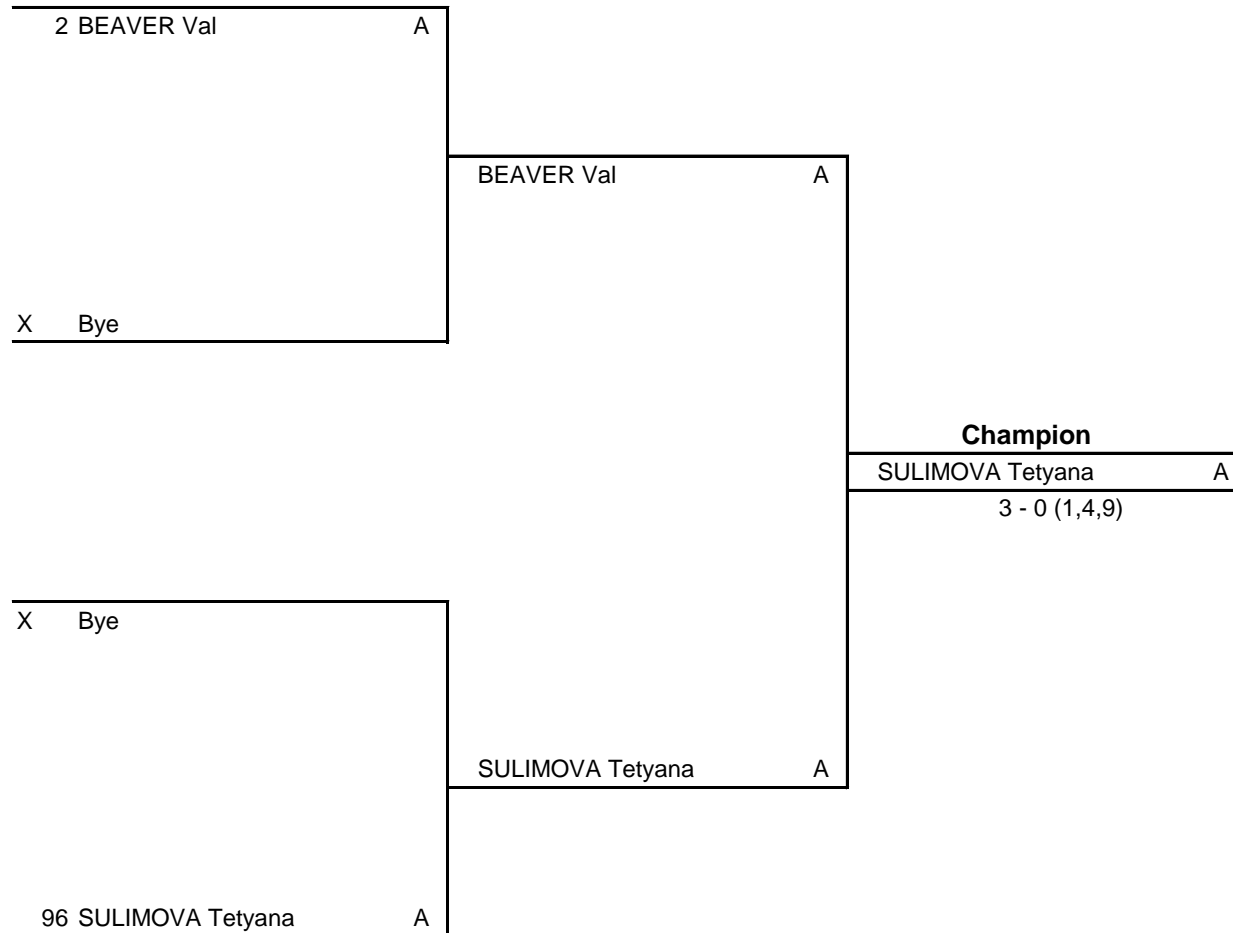 2 BEAVER Val A
BEAVER Val A
X Bye
Champion
SULIMOVA Tetyana A
3 - 0 (1,4,9)
X Bye
SULIMOVA Tetyana A
96 SULIMOVA Tetyana A